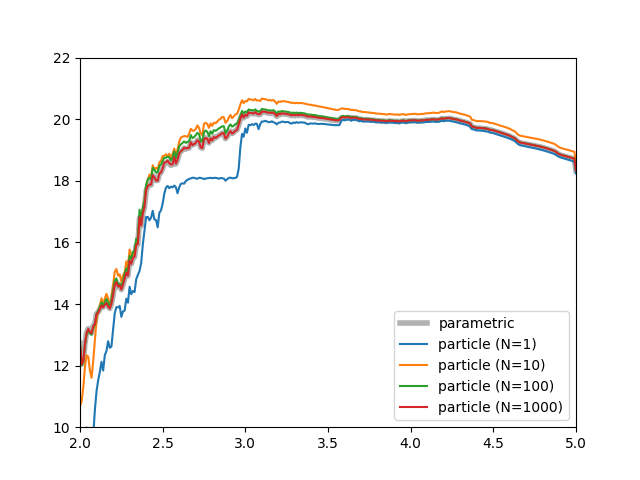 22
20
18
16
14
12
10
2.0
2.5
3.0
3.5
4.0
4.5
5.0
parametric
particle (N=1)
particle (N=10)
particle (N=100)
particle (N=1000)